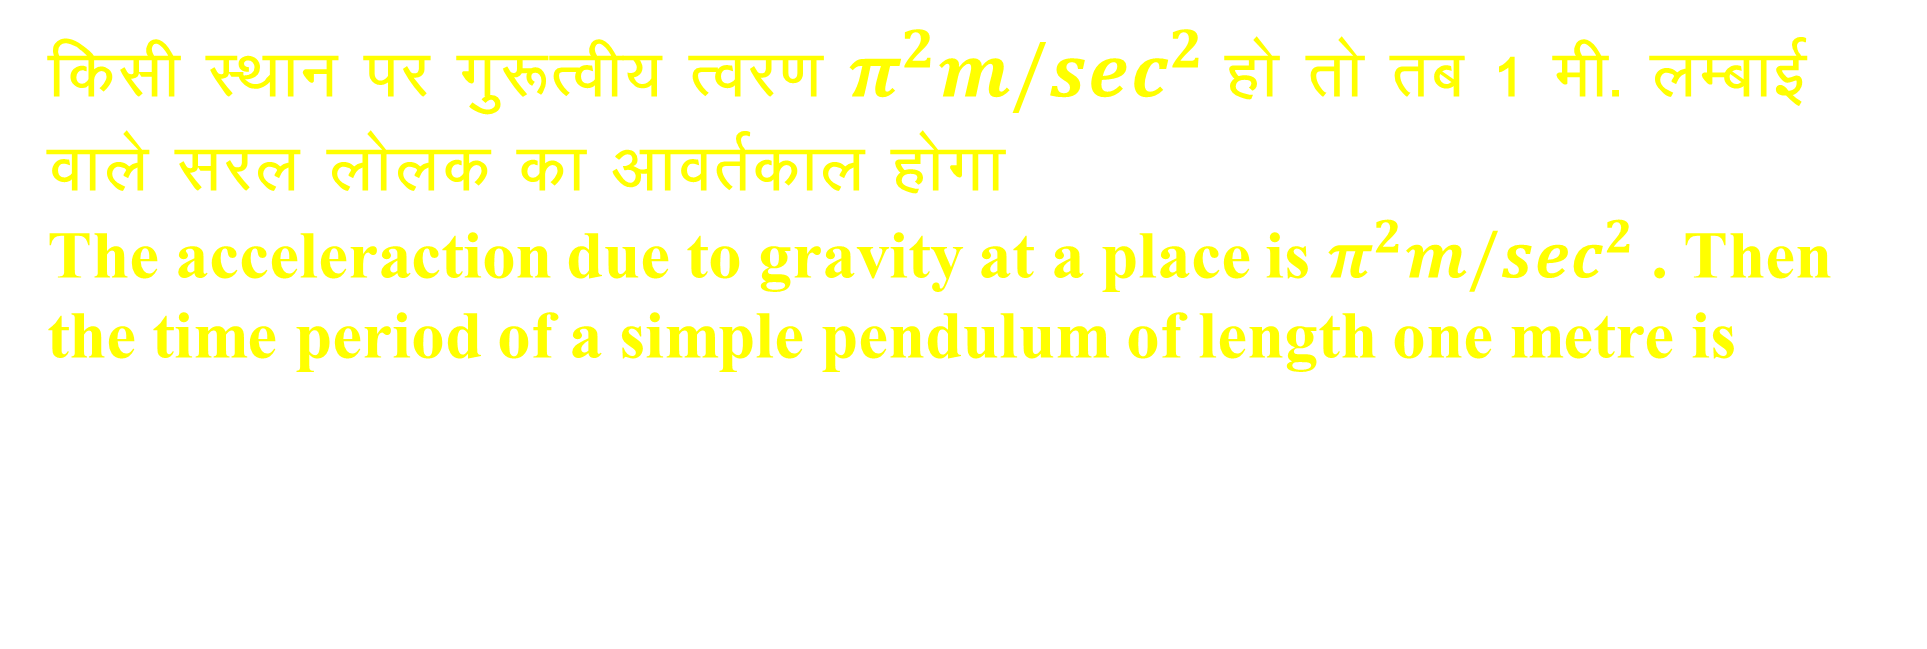 किसी स्थान पर गुरूत्वीय त्वरण π²m/sec² हो तो तब 1 मी. लम्बाई
वाले सरल लोलक का आवर्तकाल होगा
The acceleraction due to gravity at a place is π²m/sec² . Then
the time period of a simple pendulum of length one metre is